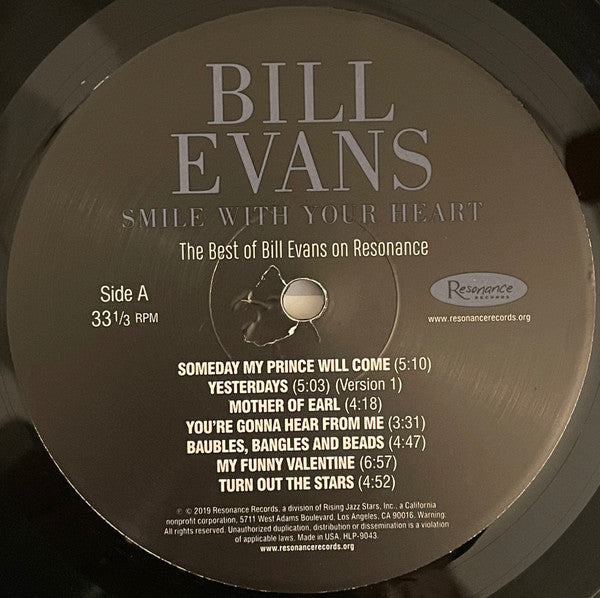 BILL
EVANS
SMILE WITH YOUR HEART
The Best of Bill Evans on Resonance
Side A
33 1/3 RPM
Resonance
RECORDS
www.resonancerecords.org
SOMEDAY MY PRINCE WILL COME (5:10)
YESTERDAYS (5:03) (Version 1)
MOTHER OF EARL (4:18)
YOU'RE GONNA HEAR FROM ME (3:31)
BAUBLES, BANGLES AND BEADS (4:47)
MY FUNNY VALENTINE (6:57)
TURN OUT THE STARS (4:52)
℗ © 2019 Resonance Records, a division of Rising Jazz Stars, Inc., a California
nonprofit corporation, 5711 West Adams Boulevard, Los Angeles, CA 90016. Warning:
All rights reserved. Unauthorized duplication, distribution or dissemination is a violation
of applicable laws. Made in USA. HLP-9043.
www.resonancerecords.org